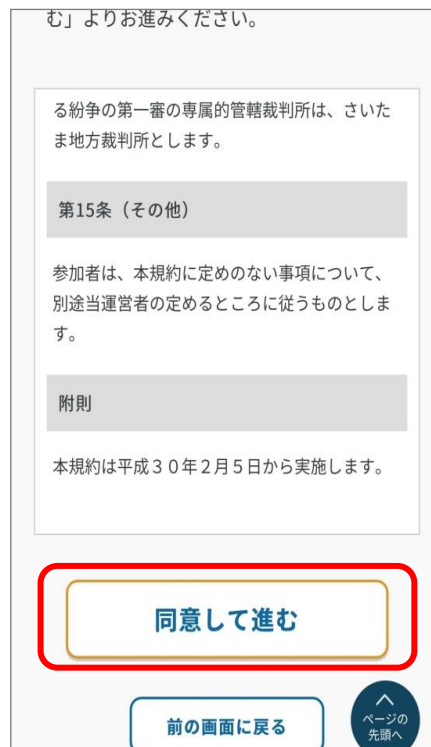 む」よりお進みください。
る紛争の第一審の専属的管轄裁判所は、さいた
ま地方裁判所とします。
第15条（その他）
参加者は、本規約に定めのない事項について、
別途当運営者の定めるところに従うものとしま
す。
附則
本規約は平成３０年２月５日から実施します。
同意して進む
前の画面に戻る
ページの
先頭へ